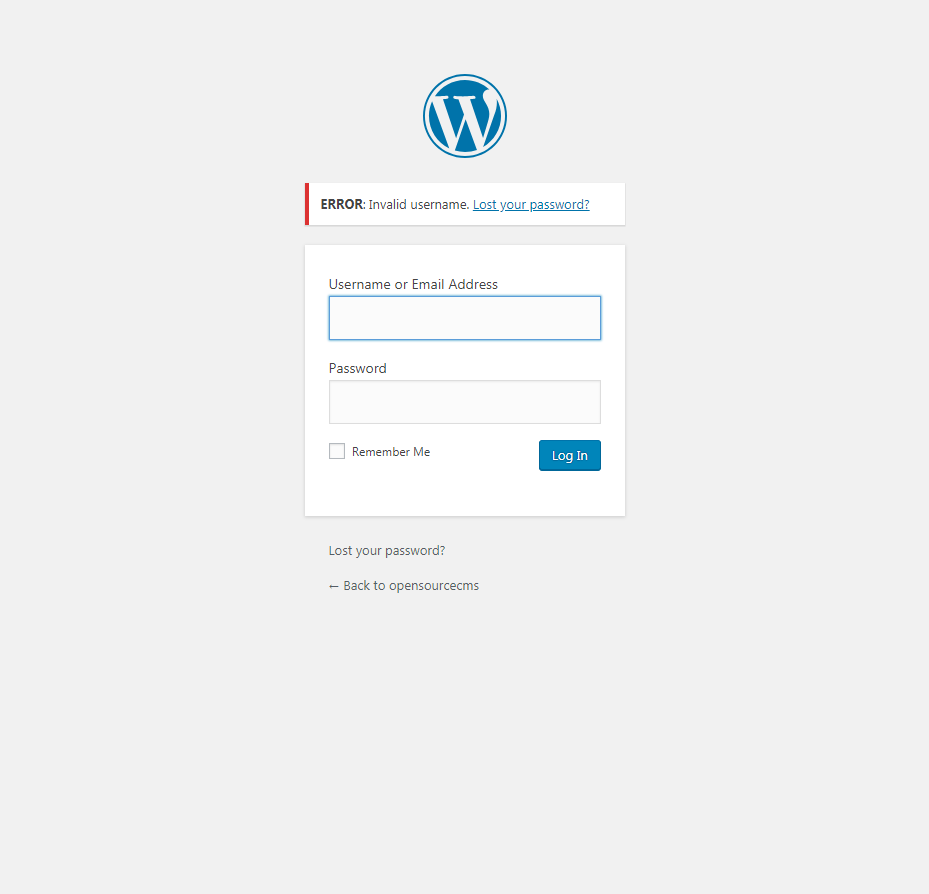 ERROR: Invalid username. Lost your password?
Username or Email Address
Password
Remember Me
Log In
Lost your password?
← Back to opensourcecms